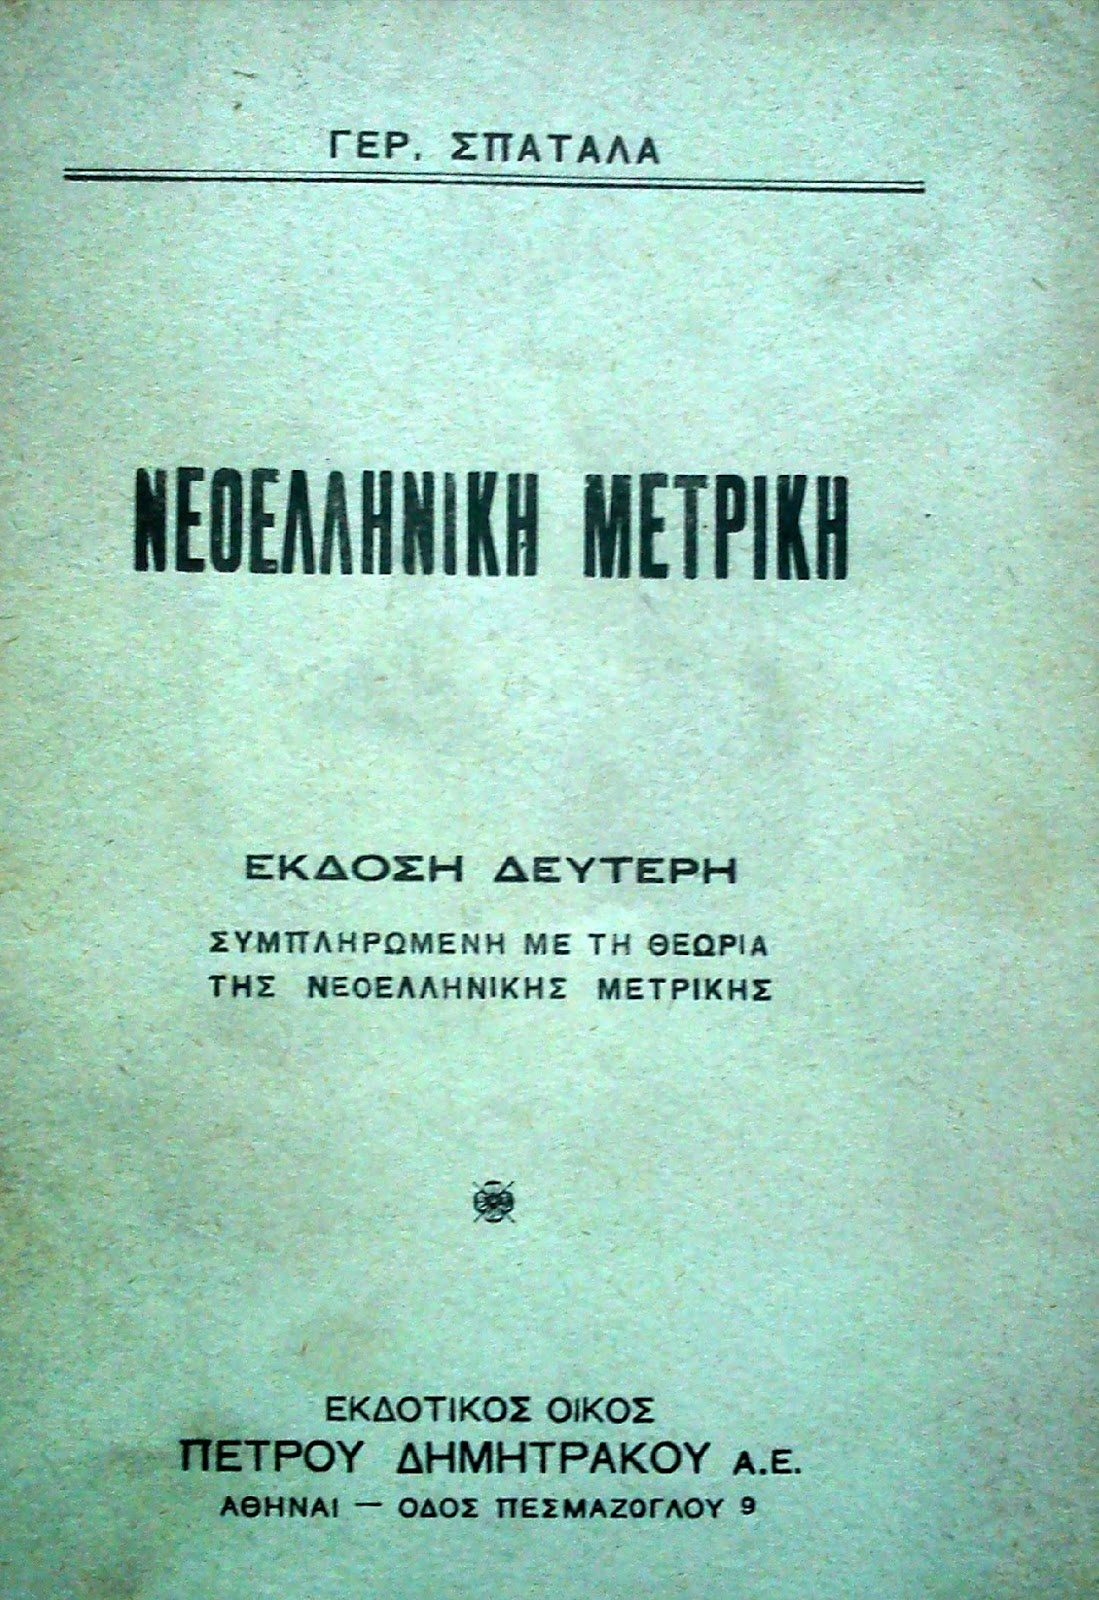 ΓΕΡ. ΣΠΑΤΑΛΑ
ΝΕΟΕΛΛΗΝΙΚΗ ΜΕΤΡΙΚΗ
ΕΚΔΟΣΗ ΔΕΥΤΕΡΗ
ΣΥΜΠΛΗΡΩΜΕΝΗ ΜΕ ΤΗ ΘΕΩΡΙΑ
ΤΗΣ ΝΕΟΕΛΛΗΝΙΚΗΣ ΜΕΤΡΙΚΗΣ
ΕΚΔΟΤΙΚΟΣ ΟΙΚΟΣ
ΠΕΤΡΟΥ ΔΗΜΗΤΡΑΚΟΥ Α.Ε.
ΑΘΗΝΑΙ — ΟΔΟΣ ΠΕΣΜΑΖΟΓΛΟΥ 9